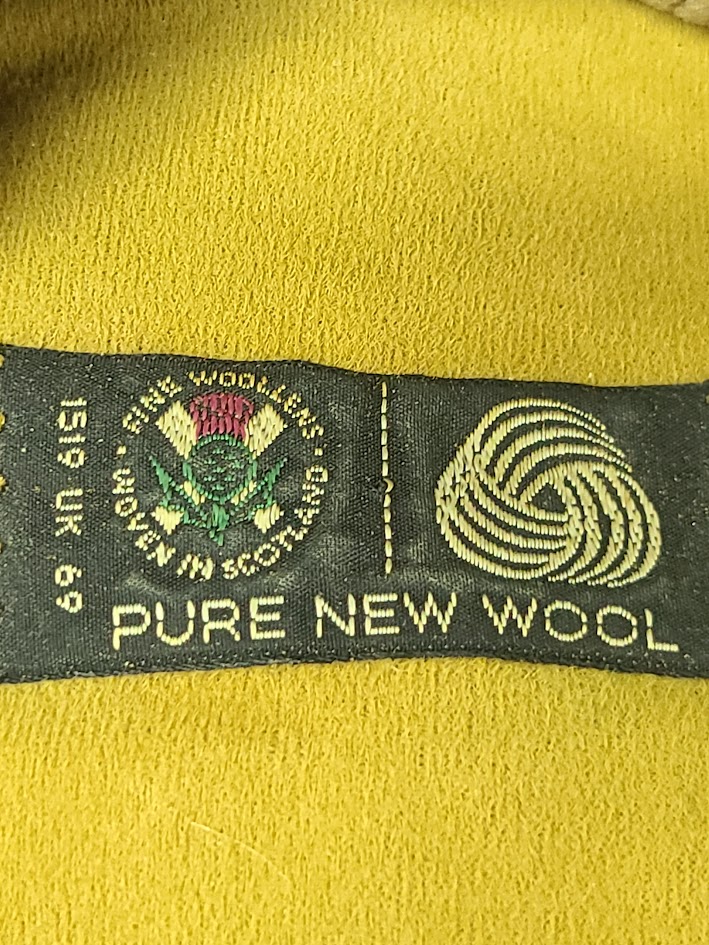 1519 UK 69
FINE WOOLLENS · WOVEN IN SCOTLAND ·
PURE NEW WOOL